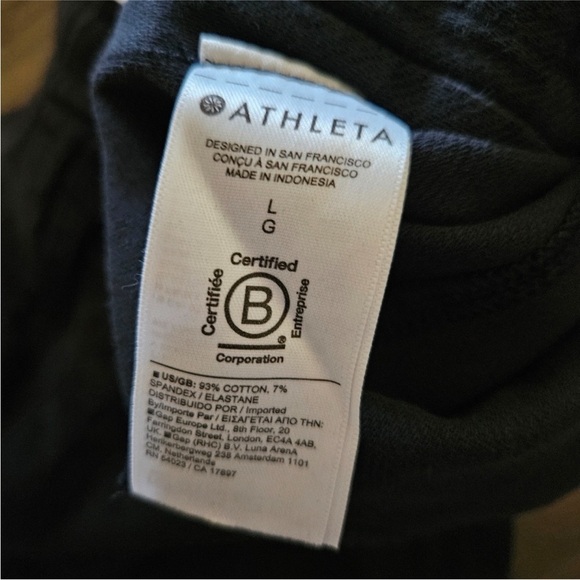 ATHLETA
DESIGNED IN SAN FRANCISCO
CONÇU À SAN FRANCISCO
MADE IN INDONESIA
L
G
Certified
Certifiée
B
Entreprise
Corporation
US/GB: 93% COTTON, 7%
SPANDEX / ELASTANE
DISTRIBUIDO POR / Imported
By/Importe Par / ΕΙΣΑΓΕΤΑΙ ΑΠΟ ΤΗΝ:
Gap Europe Ltd., 8th Floor, 20
Farringdon Street, London, EC4A 4AB,
UK. Gap (RHC) B.V. Luna ArenA
Herikerbergweg 238 Amsterdam 1101
CM, Netherlands
RN 54023 / CA 17897